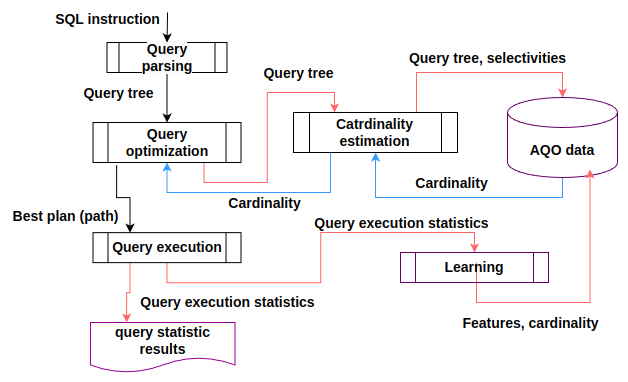 SQL instruction
Query
parsing
Query tree, selectivities
Query tree
Query tree
Catrdinality
estimation
Query
optimization
AQO data
Cardinality
Cardinality
Best plan (path)
Query execution statistics
Query execution
Learning
Query execution statistics
Features, cardinality
query statistic
results